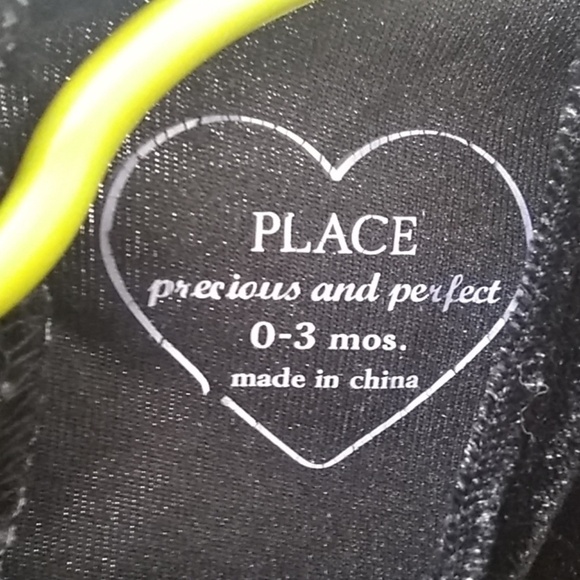 PLACE
precious and perfect
0-3 mos.
made in china